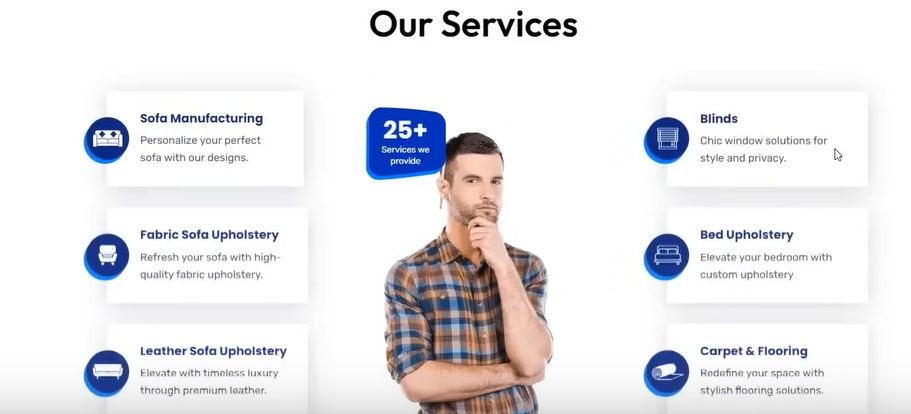 Our Services
Sofa Manufacturing
Personalize your perfect
sofa with our designs.
Fabric Sofa Upholstery
Refresh your sofa with high-
quality fabric upholstery.
Leather Sofa Upholstery
Elevate with timeless luxury
through premium leather.
25+
Services we
provide
Blinds
Chic window solutions for
style and privacy.
Bed Upholstery
Elevate your bedroom with
custom upholstery
Carpet & Flooring
Redefine your space with
stylish flooring solutions.